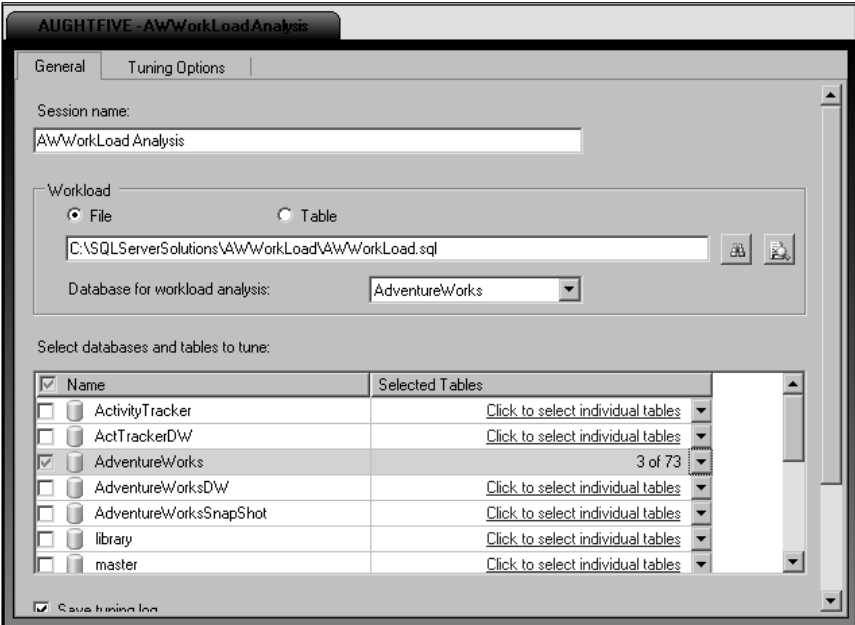 AUGHTFIVE - AWWorkLoad Analysis
General Tuning Options
Session name:
AWWorkLoad Analysis
Workload
File Table
C:\SQLServerSolutions\AWWorkLoad\AWWorkLoad.sql
Database for workload analysis: AdventureWorks
Select databases and tables to tune:
Name Selected Tables
ActivityTracker Click to select individual tables
ActTrackerDW Click to select individual tables
AdventureWorks 3 of 73
AdventureWorksDW Click to select individual tables
AdventureWorksSnapShot Click to select individual tables
library Click to select individual tables
master Click to select individual tables
Save tuning log